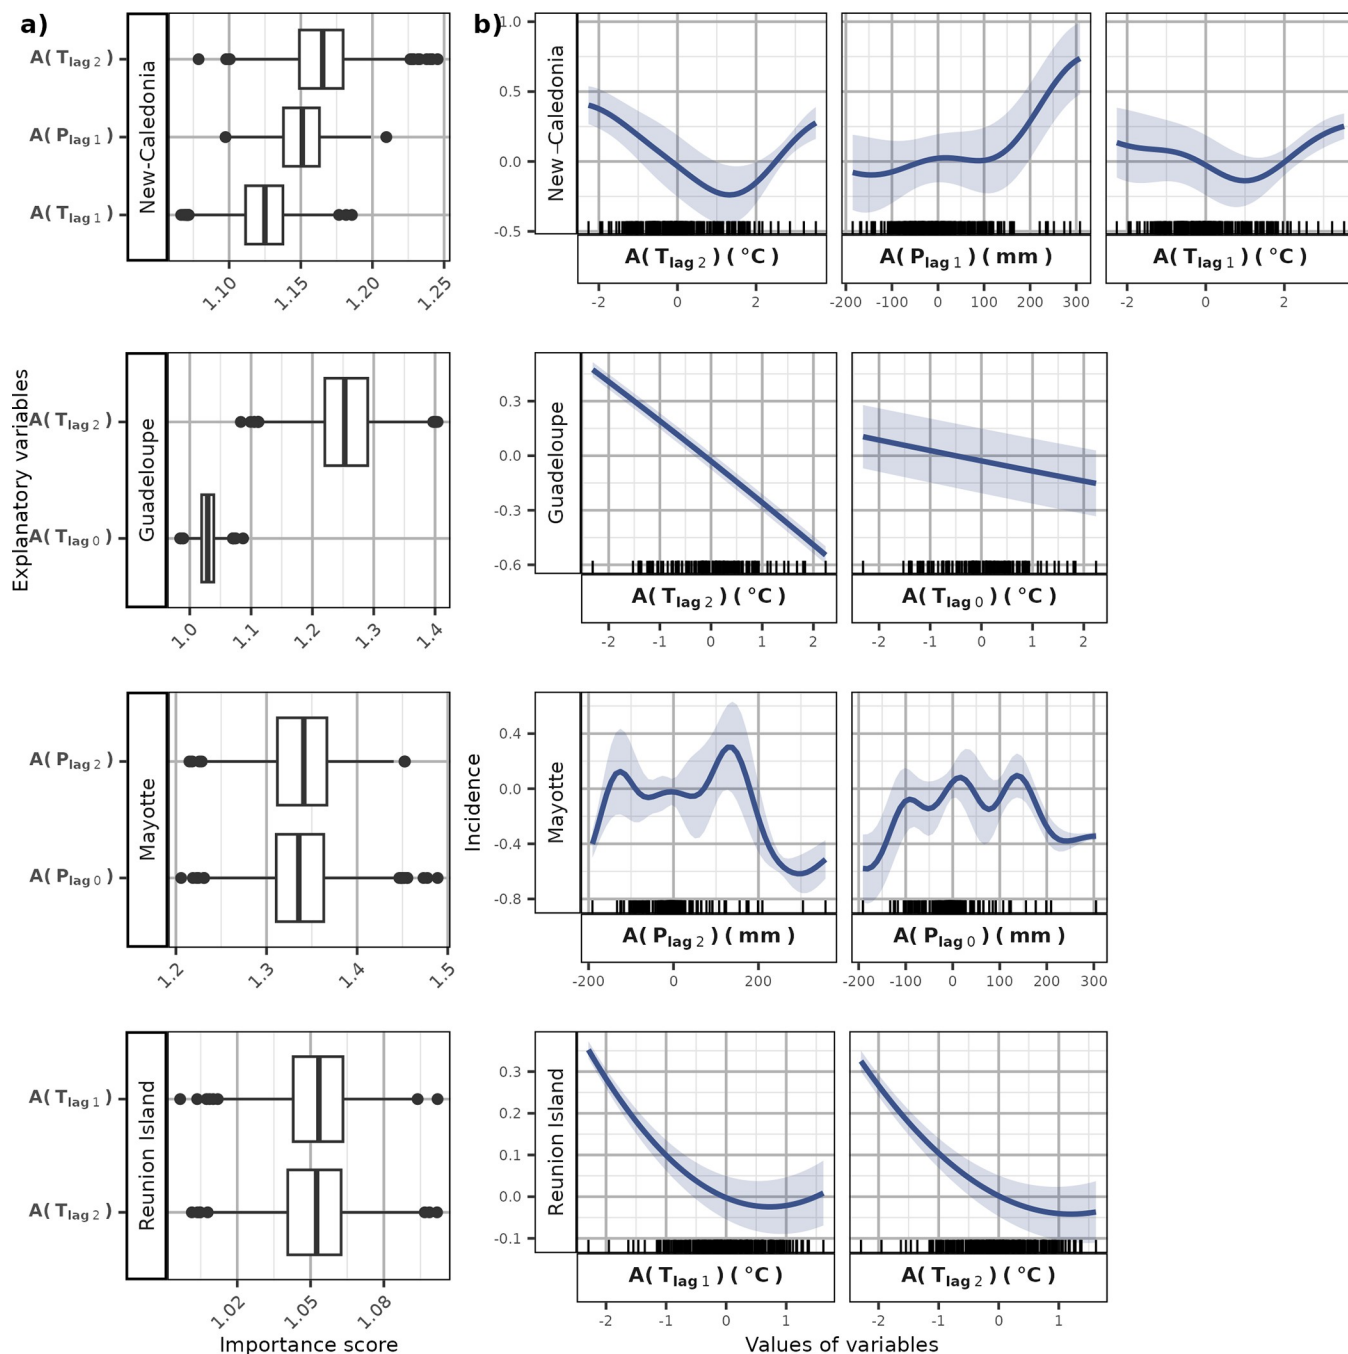 a)
A( T lag 2 )
A( P lag 1 )
A( T lag 1 )
New-Caledonia
1.10 1.15 1.20 1.25
b)
New −Caledonia
1.0
0.5
0.0
-0.5
A( T lag 2 ) ( °C )
-2 0 2
A( P lag 1 ) ( mm )
-200 -100 0 100 200 300
A( T lag 1 ) ( °C )
-2 0 2
Explanatory variables
A( T lag 2 )
A( T lag 0 )
Guadeloupe
1.0 1.1 1.2 1.3 1.4
Guadeloupe
0.3
0.0
-0.3
-0.6
A( T lag 2 ) ( °C )
-2 -1 0 1 2
A( T lag 0 ) ( °C )
-2 -1 0 1 2
A( P lag 2 )
A( P lag 0 )
Mayotte
1.2 1.3 1.4 1.5
Incidence
Mayotte
0.4
0.0
-0.4
-0.8
A( P lag 2 ) ( mm )
-200 0 200
A( P lag 0 ) ( mm )
-200 -100 0 100 200 300
A( T lag 1 )
A( T lag 2 )
Reunion Island
1.02 1.05 1.08
Importance score
Reunion Island
0.3
0.2
0.1
0.0
-0.1
A( T lag 1 ) ( °C )
-2 -1 0 1
A( T lag 2 ) ( °C )
-2 -1 0 1
Values of variables